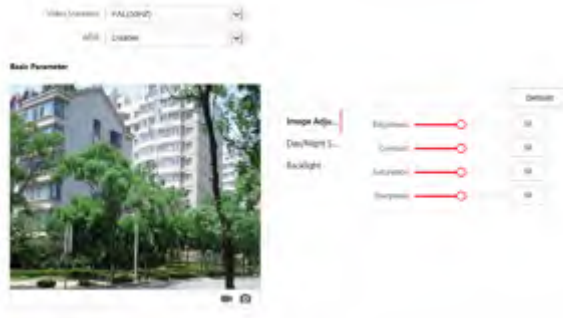 Video Standard PAL(50HZ)
WDR Disable
Basic Parameter
Default
Image Adju...
Brightness 50
Day/Night S...
Contrast 50
Backlight
Saturation 50
Sharpness 50